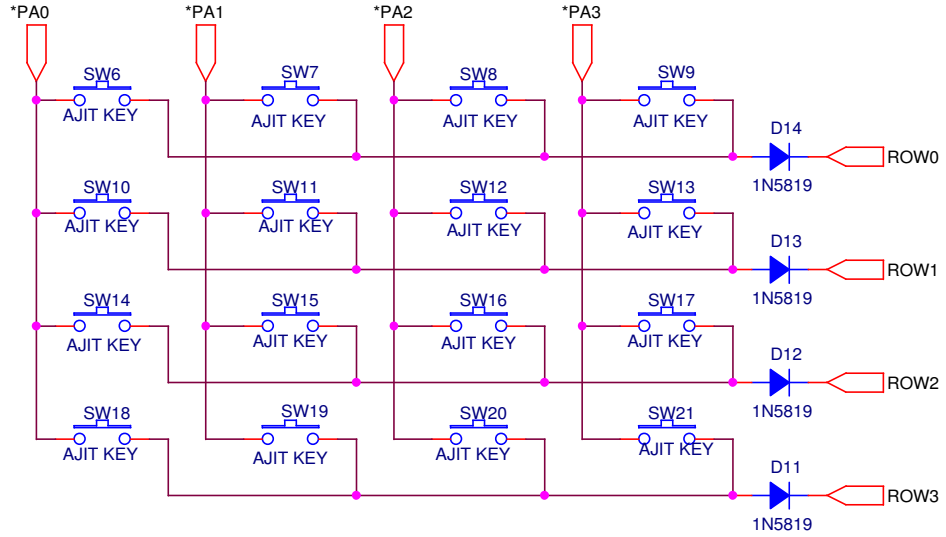 *PA0 *PA1 *PA2 *PA3
SW6 SW7 SW8 SW9
AJIT KEY AJIT KEY AJIT KEY AJIT KEY
D14
ROW0
1N5819
SW10 SW11 SW12 SW13
AJIT KEY AJIT KEY AJIT KEY AJIT KEY
D13
ROW1
1N5819
SW14 SW15 SW16 SW17
AJIT KEY AJIT KEY AJIT KEY AJIT KEY
D12
ROW2
1N5819
SW18 SW19 SW20 SW21
AJIT KEY AJIT KEY AJIT KEY AJIT KEY
D11
ROW3
1N5819